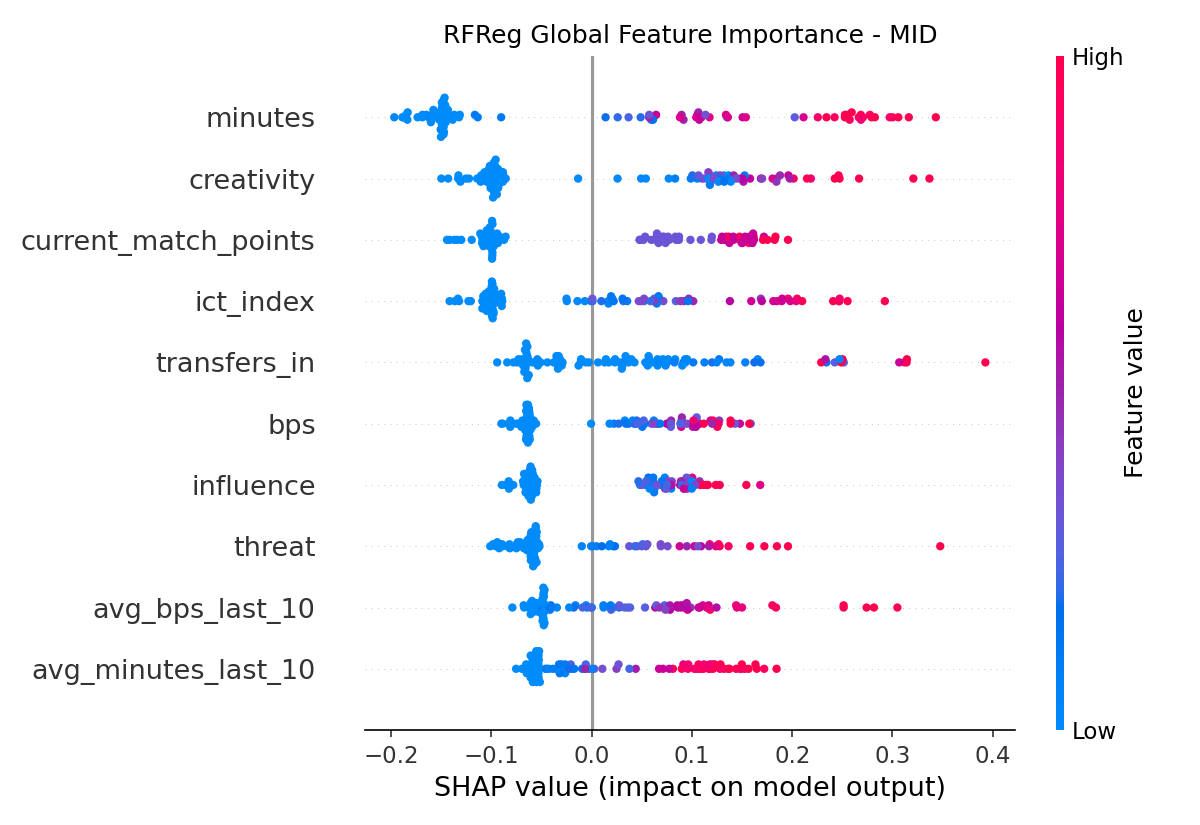 RFReg Global Feature Importance - MID
High
minutes
creativity
current_match_points
ict_index
transfers_in
bps
influence
threat
avg_bps_last_10
avg_minutes_last_10
Feature value
Low
−0.2 −0.1 0.0 0.1 0.2 0.3 0.4
SHAP value (impact on model output)